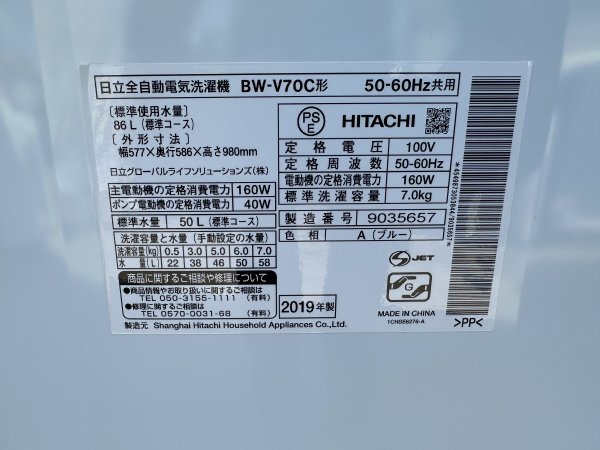 日立全自動電気洗濯機 BW-V70C形 50-60Hz共用
〔標準使用水量〕
86 L (標準コース)
〔外形寸法〕
幅577×奥行586×高さ980mm
日立グローバルライフソリューションズ(株)
主電動機の定格消費電力 160W
ポンプ電動機の定格消費電力 40W
標準水量 50 L (標準コース)
洗濯容量と水量 (手動設定の水量)
洗濯容量(kg) 0.5 3.0 5.0 6.0 7.0
水量 L 22 38 46 50 58
PS
E
HITACHI
定格電圧 100V
定格周波数 50-60Hz
電動機の定格消費電力 160W
標準洗濯容量 7.0kg
製造番号 9035657
色相 A (ブルー)
商品に関するご相談や修理について
●商品情報やお取り扱いに関するご相談
TEL 050-3155-1111 (有料)
●修理に関するご相談
TEL 0570-0031-68 (有料)
2019年製
S JET
G
MADE IN CHINA
1CHSE6276-A
製造元 Shanghai Hitachi Household Appliances Co.,Ltd.
>PP<